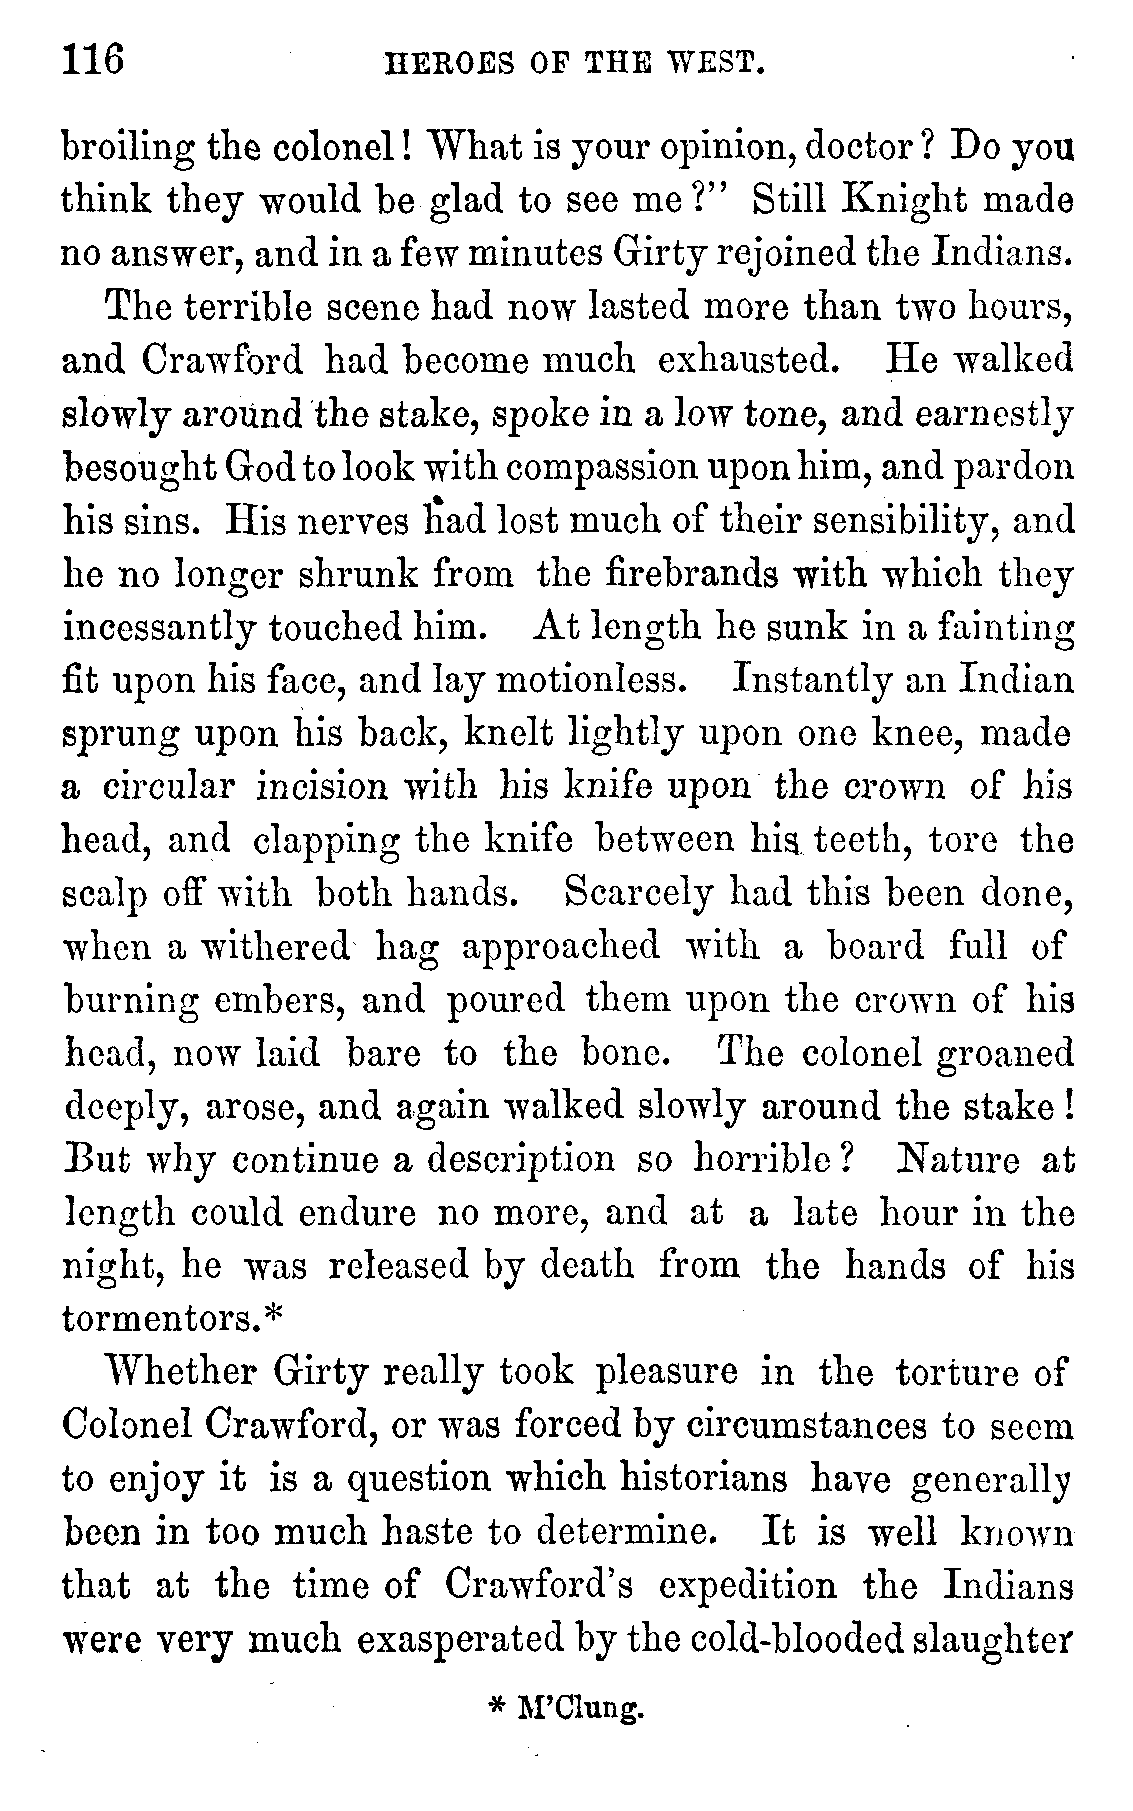 116 HEROES OF THE WEST.
broiling the colonel! What is your opinion, doctor? Do you
think they would be glad to see me?" Still Knight made
no answer, and in a few minutes Girty rejoined the Indians.
The terrible scene had now lasted more than two hours,
and Crawford had become much exhausted. He walked
slowly around the stake, spoke in a low tone, and earnestly
besought God to look with compassion upon him, and pardon
his sins. His nerves had lost much of their sensibility, and
he no longer shrunk from the firebrands with which they
incessantly touched him. At length he sunk in a fainting
fit upon his face, and lay motionless. Instantly an Indian
sprung upon his back, knelt lightly upon one knee, made
a circular incision with his knife upon the crown of his
head, and clapping the knife between his teeth, tore the
scalp off with both hands. Scarcely had this been done,
when a withered hag approached with a board full of
burning embers, and poured them upon the crown of his
head, now laid bare to the bone. The colonel groaned
deeply, arose, and again walked slowly around the stake!
But why continue a description so horrible? Nature at
length could endure no more, and at a late hour in the
night, he was released by death from the hands of his
tormentors.*
Whether Girty really took pleasure in the torture of
Colonel Crawford, or was forced by circumstances to seem
to enjoy it is a question which historians have generally
been in too much haste to determine. It is well known
that at the time of Crawford's expedition the Indians
were very much exasperated by the cold-blooded slaughter
* M'Clung.